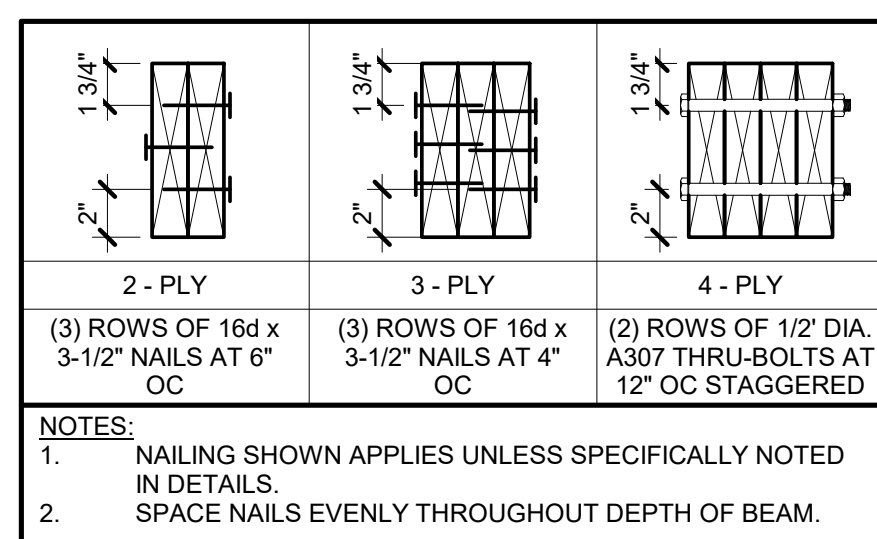 1 3/4"
2"
1 3/4"
2"
1 3/4"
2"
2 - PLY
3 - PLY
4 - PLY
(3) ROWS OF 16d x
3-1/2" NAILS AT 6"
OC
(3) ROWS OF 16d x
3-1/2" NAILS AT 4"
OC
(2) ROWS OF 1/2' DIA.
A307 THRU-BOLTS AT
12" OC STAGGERED
NOTES:
1. NAILING SHOWN APPLIES UNLESS SPECIFICALLY NOTED
IN DETAILS.
2. SPACE NAILS EVENLY THROUGHOUT DEPTH OF BEAM.